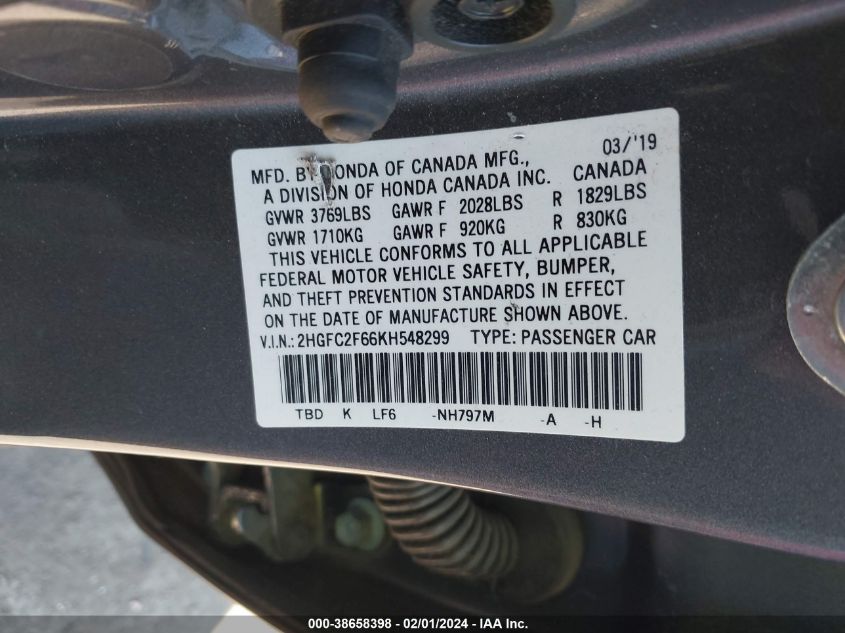 03/'19
MFD. BY HONDA OF CANADA MFG.,
A DIVISION OF HONDA CANADA INC. CANADA
GVWR 3769LBS GAWR F 2028LBS R 1829LBS
GVWR 1710KG GAWR F 920KG R 830KG
THIS VEHICLE CONFORMS TO ALL APPLICABLE
FEDERAL MOTOR VEHICLE SAFETY, BUMPER,
AND THEFT PREVENTION STANDARDS IN EFFECT
ON THE DATE OF MANUFACTURE SHOWN ABOVE.
V.I.N.: 2HGFC2F66KH548299 TYPE: PASSENGER CAR
TBD K LF6 -NH797M -A -H
000-38658398 - 02/01/2024 - IAA Inc.